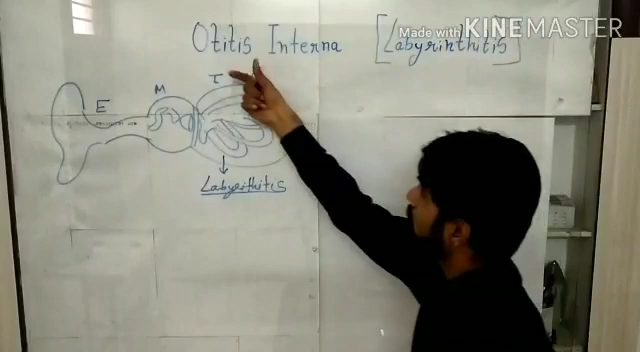 Made with KINEMASTER
Otitis Interna [Labyrinthitis]
E M I
Labyrithitis